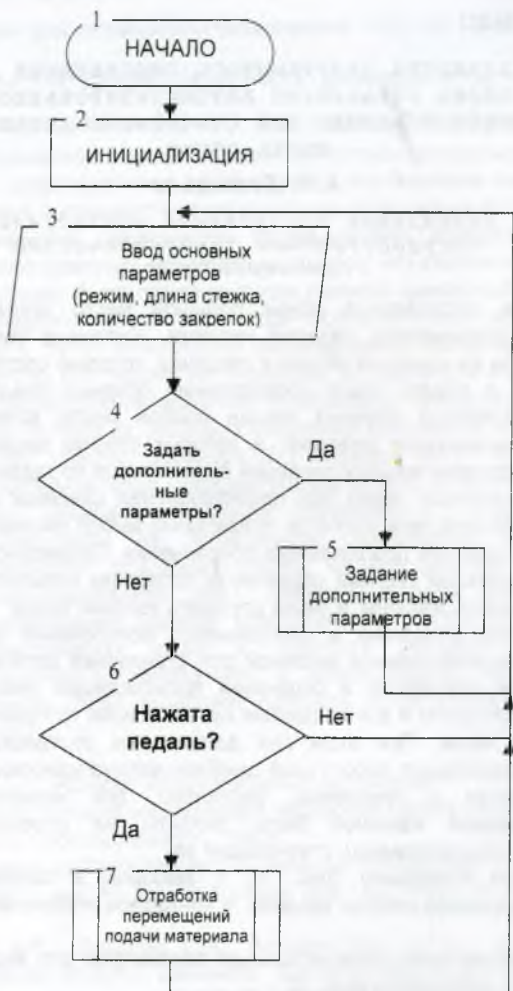 1
НАЧАЛО
2
ИНИЦИАЛИЗАЦИЯ
3
Ввод основных
параметров
(режим, длина стежка,
количество закрепок)
4
Задать
дополнитель-
ные
параметры?
Да
Нет
5
Задание
дополнительных
параметров
6
Нажата
педаль?
Нет
Да
7
Отработка
перемещений
подачи материала